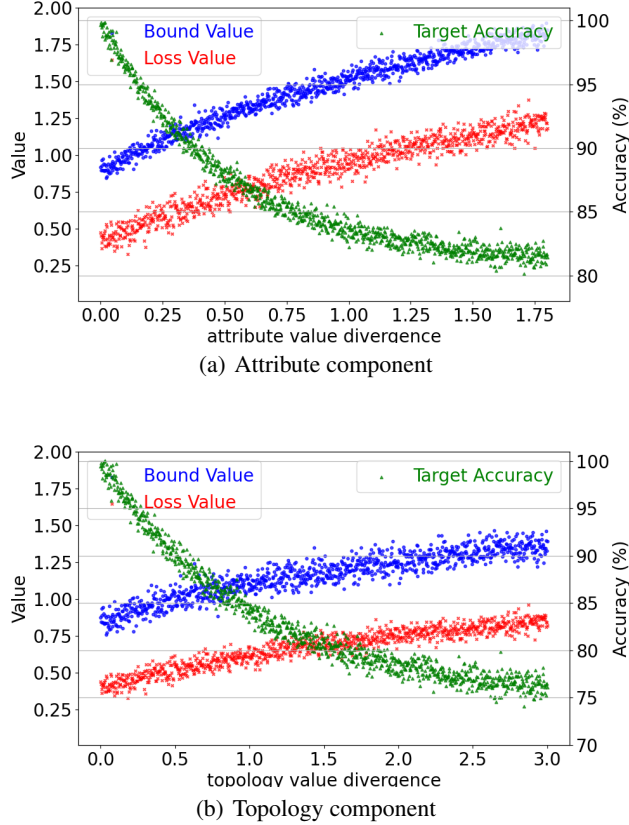 2.00
1.75
1.50
1.25
1.00
0.75
0.50
0.25
Value
Bound Value
Loss Value
Target Accuracy
100
95
90
85
80
Accuracy (%)
0.00 0.25 0.50 0.75 1.00 1.25 1.50 1.75
attribute value divergence
(a) Attribute component
2.00
1.75
1.50
1.25
1.00
0.75
0.50
0.25
Value
Bound Value
Loss Value
Target Accuracy
100
95
90
85
80
75
70
Accuracy (%)
0.0 0.5 1.0 1.5 2.0 2.5 3.0
topology value divergence
(b) Topology component